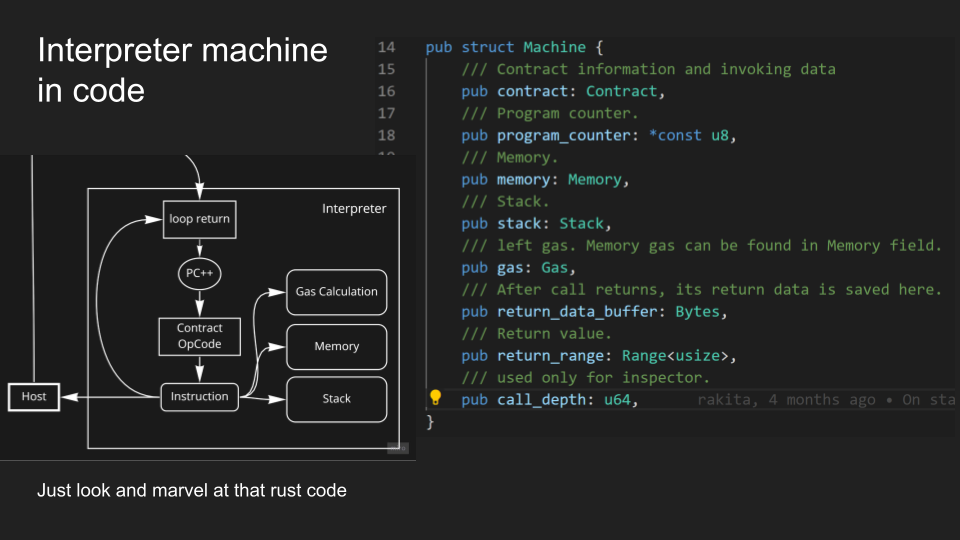 Interpreter machine
in code
loop return
Interpreter
PC++
Gas Calculation
Contract
OpCode
Memory
Host
Instruction
Stack
Just look and marvel at that rust code
14 pub struct Machine {
15 /// Contract information and invoking data
16 pub contract: Contract,
17 /// Program counter.
18 pub program_counter: *const u8,
/// Memory.
pub memory: Memory,
/// Stack.
pub stack: Stack,
/// left gas. Memory gas can be found in Memory field.
pub gas: Gas,
/// After call returns, its return data is saved here.
pub return_data_buffer: Bytes,
/// Return value.
pub return_range: Range<usize>,
/// used only for inspector.
pub call_depth: u64, rakita, 4 months ago • On sta
}